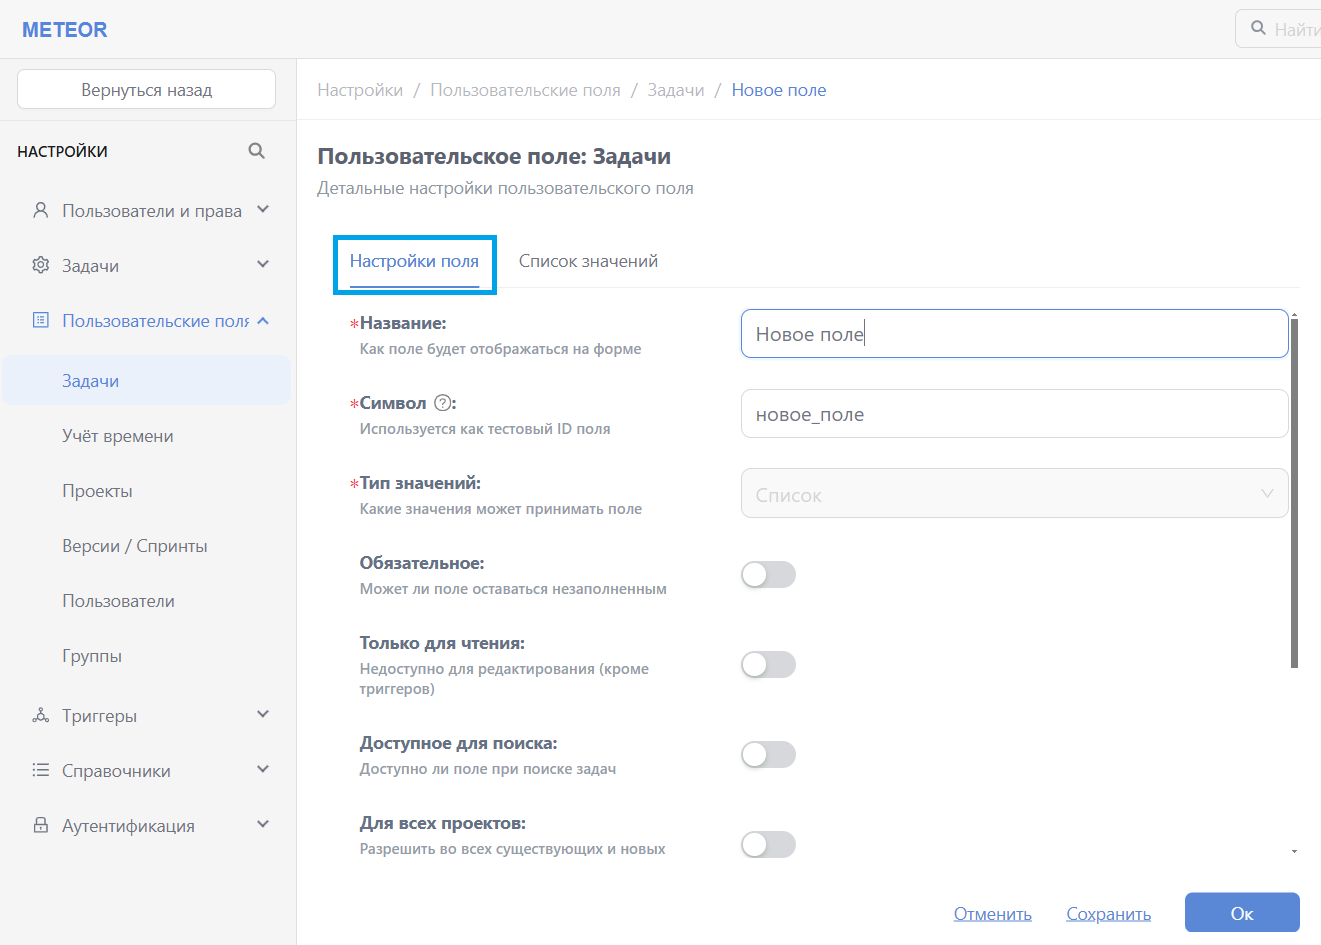 METEOR
Найти
Вернуться назад
Настройки / Пользовательские поля / Задачи / Новое поле
НАСТРОЙКИ
Пользователи и права
Задачи
Пользовательские поля
Задачи
Учёт времени
Проекты
Версии / Спринты
Пользователи
Группы
Триггеры
Справочники
Аутентификация
Пользовательское поле: Задачи
Детальные настройки пользовательского поля
Настройки поля
Список значений
*Название:
Как поле будет отображаться на форме
Новое поле
*Символ ?:
Используется как тестовый ID поля
новое_поле
*Тип значений:
Какие значения может принимать поле
Список
Обязательное:
Может ли поле оставаться незаполненным
Только для чтения:
Недоступно для редактирования (кроме
триггеров)
Доступное для поиска:
Доступно ли поле при поиске задач
Для всех проектов:
Разрешить во всех существующих и новых
Отменить
Сохранить
Ок